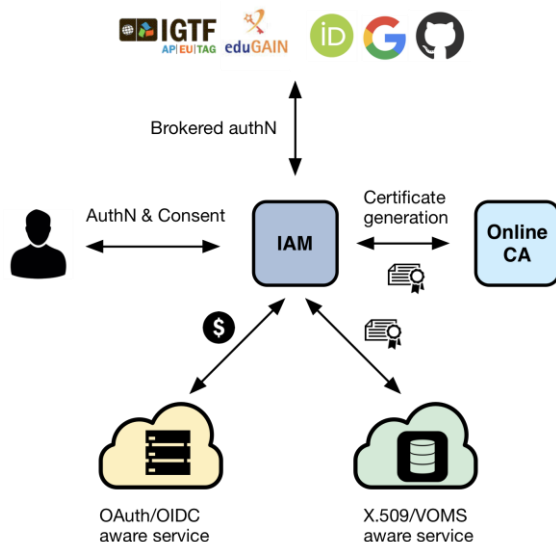 IGTF
AP|EU|TAG
eduGAIN
iD
G
Brokered authN
AuthN & Consent
IAM
Certificate
generation
Online
CA
$
OAuth/OIDC
aware service
X.509/VOMS
aware service